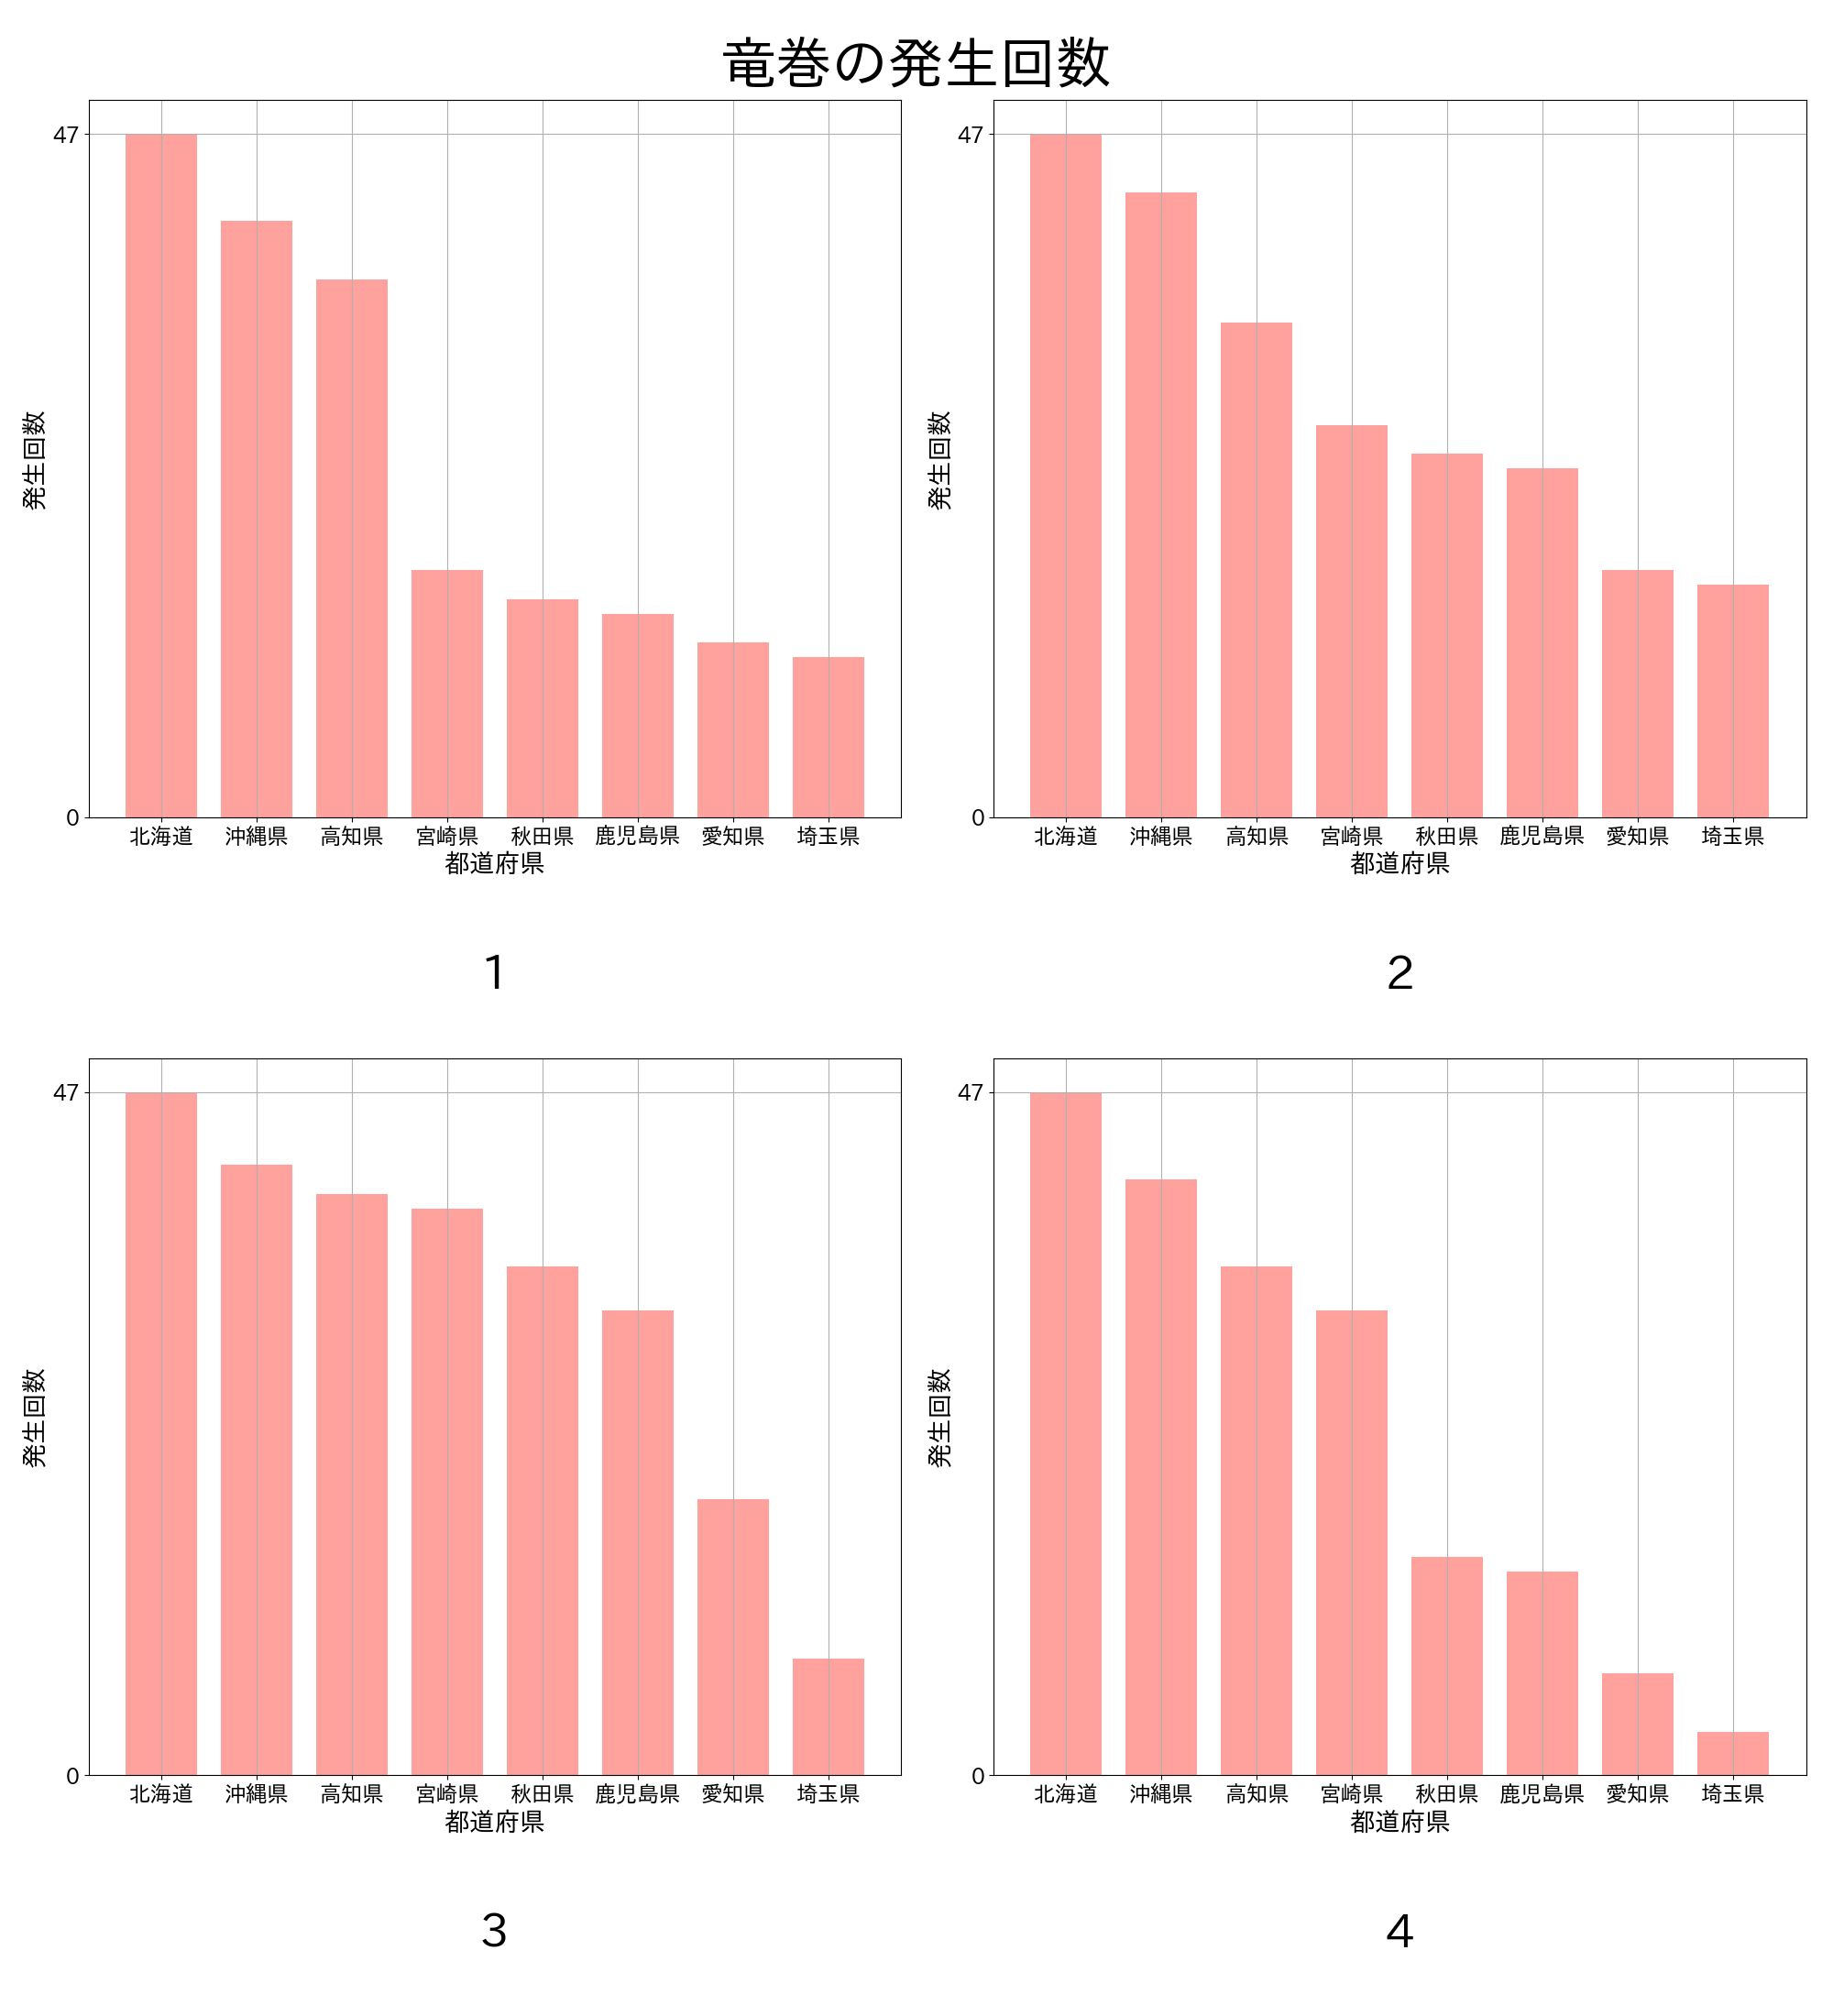 竜巻の発生回数
47
0
発生回数
北海道 沖縄県 高知県 宮崎県 秋田県 鹿児島県 愛知県 埼玉県
都道府県
1
47
0
発生回数
北海道 沖縄県 高知県 宮崎県 秋田県 鹿児島県 愛知県 埼玉県
都道府県
2
47
0
発生回数
北海道 沖縄県 高知県 宮崎県 秋田県 鹿児島県 愛知県 埼玉県
都道府県
3
47
0
発生回数
北海道 沖縄県 高知県 宮崎県 秋田県 鹿児島県 愛知県 埼玉県
都道府県
4